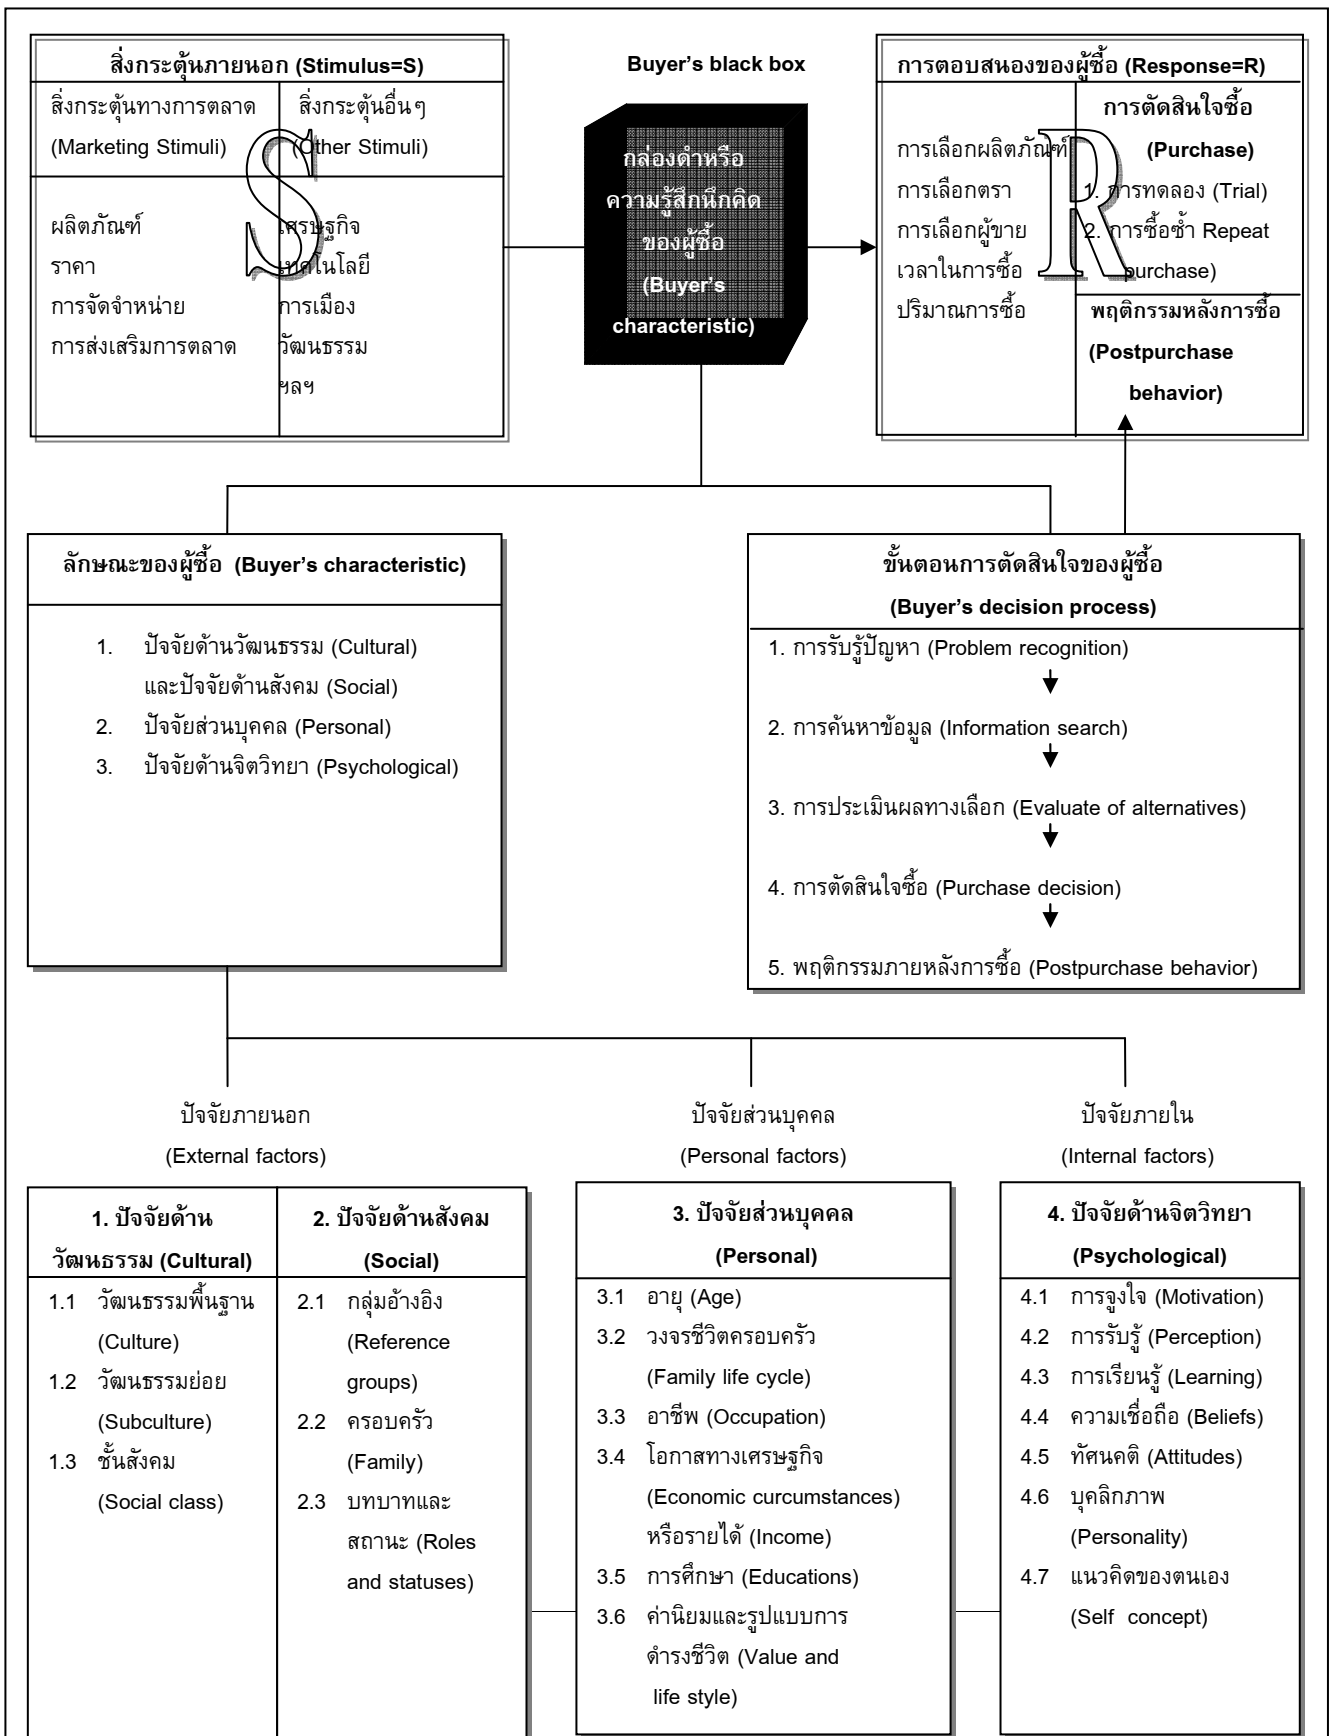 สิ่งกระตุ้นภายนอก (Stimulus=S)
สิ่งกระตุ้นทางการตลาด
(Marketing Stimuli)
สิ่งกระตุ้นอื่นๆ
(Other Stimuli)
S
ผลิตภัณฑ์
ราคา
การจัดจำหน่าย
การส่งเสริมการตลาด
เศรษฐกิจ
เทคโนโลยี
การเมือง
วัฒนธรรม
ฯลฯ
Buyer's black box
กล่องดำหรือ
ความรู้สึกนึกคิด
ของผู้ซื้อ
(Buyer's
characteristic)
การตอบสนองของผู้ซื้อ (Response=R)
การเลือกผลิตภัณฑ์
การเลือกตรา
การเลือกผู้ขาย
เวลาในการซื้อ
ปริมาณการซื้อ
R
การตัดสินใจซื้อ
(Purchase)
1. การทดลอง (Trial)
2. การซื้อซ้ำ Repeat
purchase)
พฤติกรรมหลังการซื้อ
(Postpurchase
behavior)
ลักษณะของผู้ซื้อ (Buyer's characteristic)
1. ปัจจัยด้านวัฒนธรรม (Cultural)
และปัจจัยด้านสังคม (Social)
2. ปัจจัยส่วนบุคคล (Personal)
3. ปัจจัยด้านจิตวิทยา (Psychological)
ขั้นตอนการตัดสินใจของผู้ซื้อ
(Buyer's decision process)
1. การรับรู้ปัญหา (Problem recognition)
2. การค้นหาข้อมูล (Information search)
3. การประเมินผลทางเลือก (Evaluate of alternatives)
4. การตัดสินใจซื้อ (Purchase decision)
5. พฤติกรรมภายหลังการซื้อ (Postpurchase behavior)
ปัจจัยภายนอก
(External factors)
ปัจจัยส่วนบุคคล
(Personal factors)
ปัจจัยภายใน
(Internal factors)
1. ปัจจัยด้าน
วัฒนธรรม (Cultural)
1.1 วัฒนธรรมพื้นฐาน
(Culture)
1.2 วัฒนธรรมย่อย
(Subculture)
1.3 ชั้นสังคม
(Social class)
2. ปัจจัยด้านสังคม
(Social)
2.1 กลุ่มอ้างอิง
(Reference
groups)
2.2 ครอบครัว
(Family)
2.3 บทบาทและ
สถานะ (Roles
and statuses)
3. ปัจจัยส่วนบุคคล
(Personal)
3.1 อายุ (Age)
3.2 วงจรชีวิตครอบครัว
(Family life cycle)
3.3 อาชีพ (Occupation)
3.4 โอกาสทางเศรษฐกิจ
(Economic curcumstances)
หรือรายได้ (Income)
3.5 การศึกษา (Educations)
3.6 ค่านิยมและรูปแบบการ
ดำรงชีวิต (Value and
life style)
4. ปัจจัยด้านจิตวิทยา
(Psychological)
4.1 การจูงใจ (Motivation)
4.2 การรับรู้ (Perception)
4.3 การเรียนรู้ (Learning)
4.4 ความเชื่อถือ (Beliefs)
4.5 ทัศนคติ (Attitudes)
4.6 บุคลิกภาพ
(Personality)
4.7 แนวคิดของตนเอง
(Self concept)